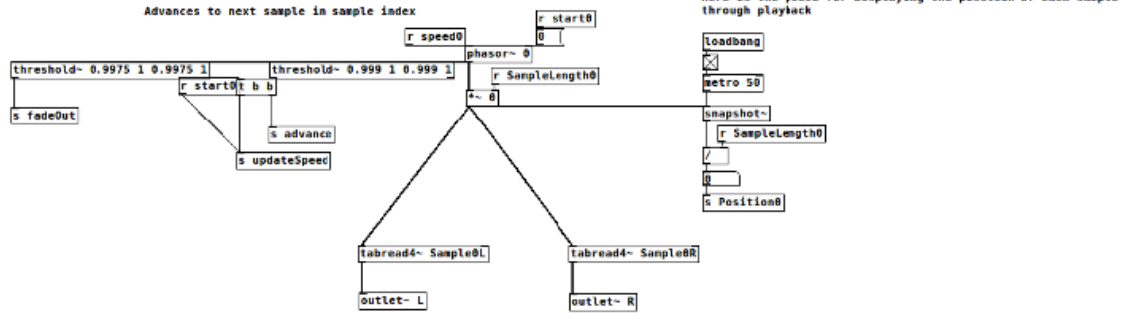 Advances to next sample in sample index
through playback
r start0
0
r speed0
phasor~ 0
loadbang
threshold~ 0.9975 1 0.9975 1
threshold~ 0.999 1 0.999 1
r SampleLength0
metro 50
r start0
t b b
*~ 0
s fadeOut
snapshot~
s advance
r SampleLength0
s updateSpeed
/
0
s Position0
tabread4~ Sample0L
tabread4~ Sample0R
outlet~ L
outlet~ R